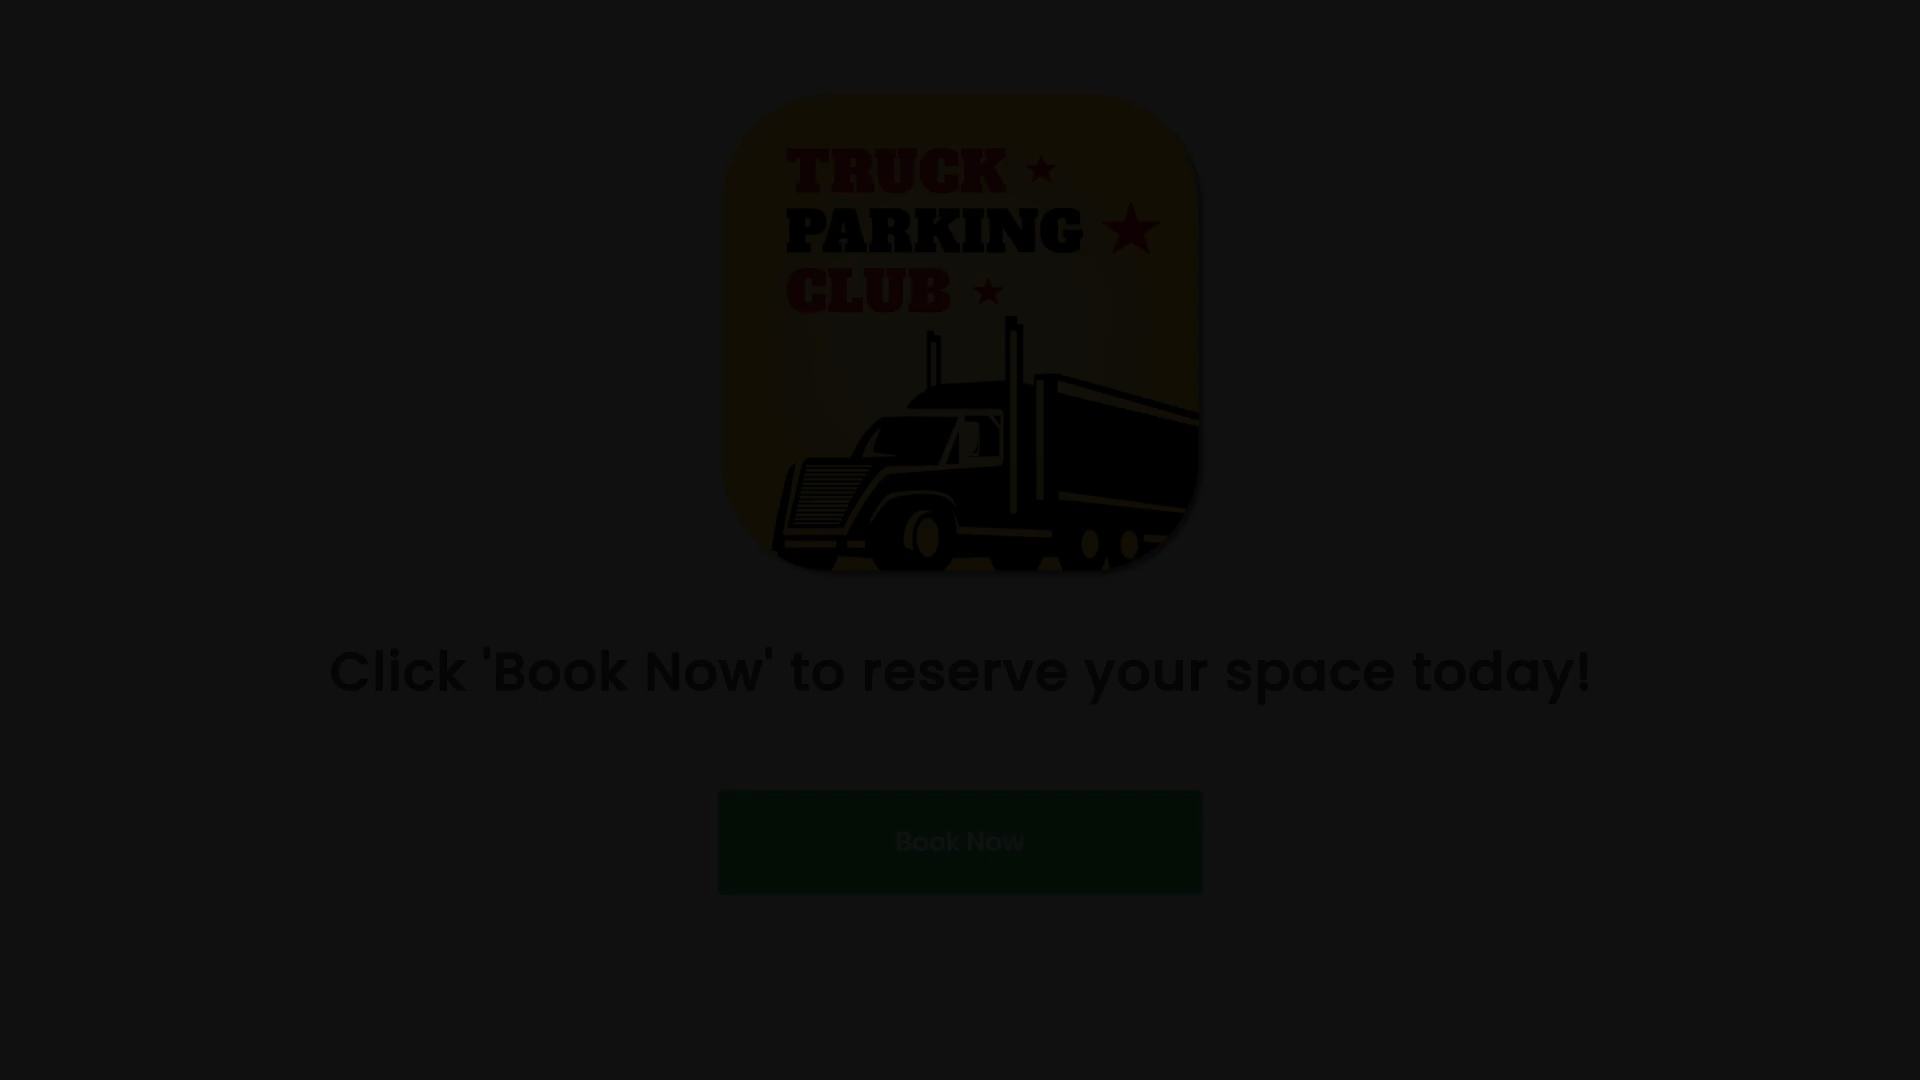 TRUCK
PARKING
CLUB
Click 'Book Now' to reserve your space today!
Book Now